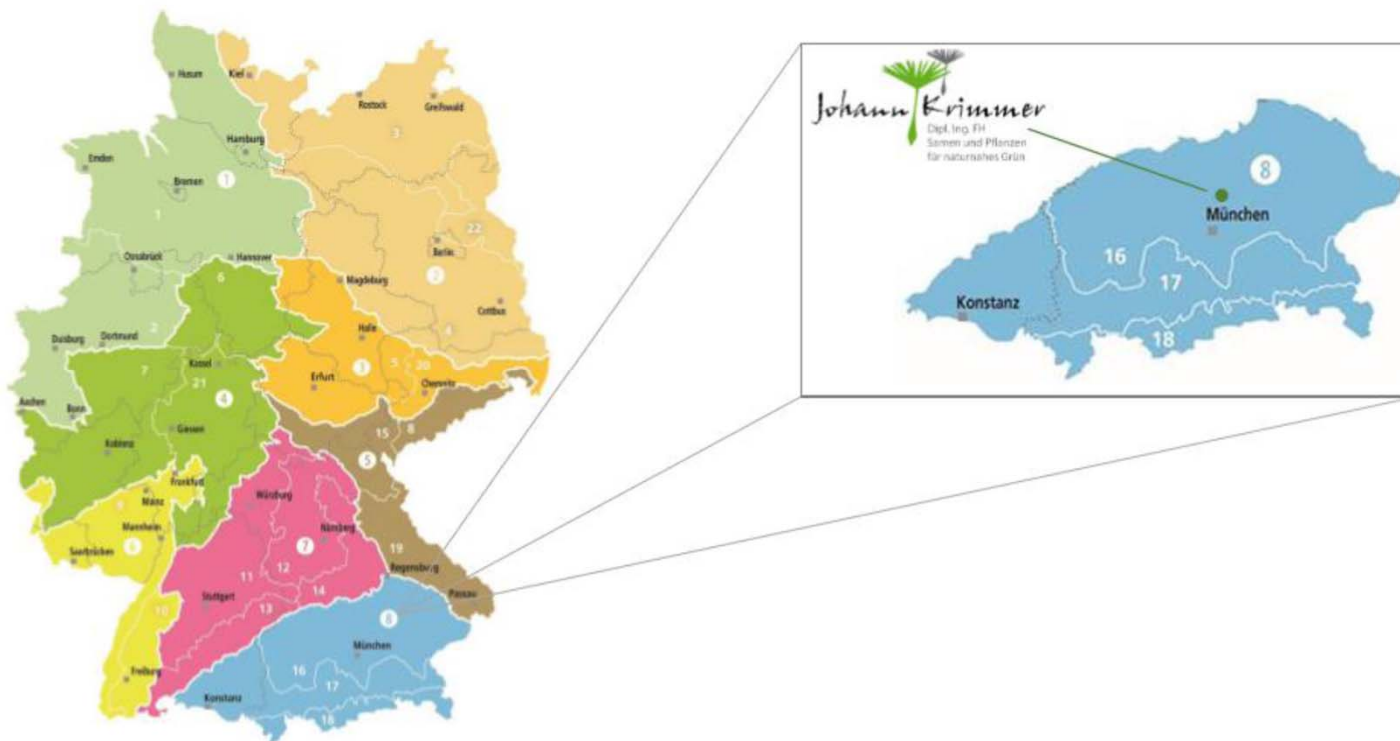 Husum
Kiel
Rostock
Greifswald
3
Hamburg
Emden
Bremen
1
1
22
Berlin
Osnabrück
Hannover
2
6
Magdeburg
Cottbus
2
4
Duisburg
Dortmund
Halle
7
Kassel
21
3
5
20
Erfurt
Chemnitz
4
Aachen
Bonn
Giessen
15
8
Koblenz
5
Frankfurt
Mainz
Würzburg
Mannheim
Nürnberg
6
7
Saarbrücken
19
11
12
Regensburg
14
Passau
10
Stuttgart
13
8
München
Freiburg
16
17
Konstanz
18
Johann Krimmer
Dipl. Ing. FH
Samen und Pflanzen
für naturnahes Grün
8
München
16
17
Konstanz
18